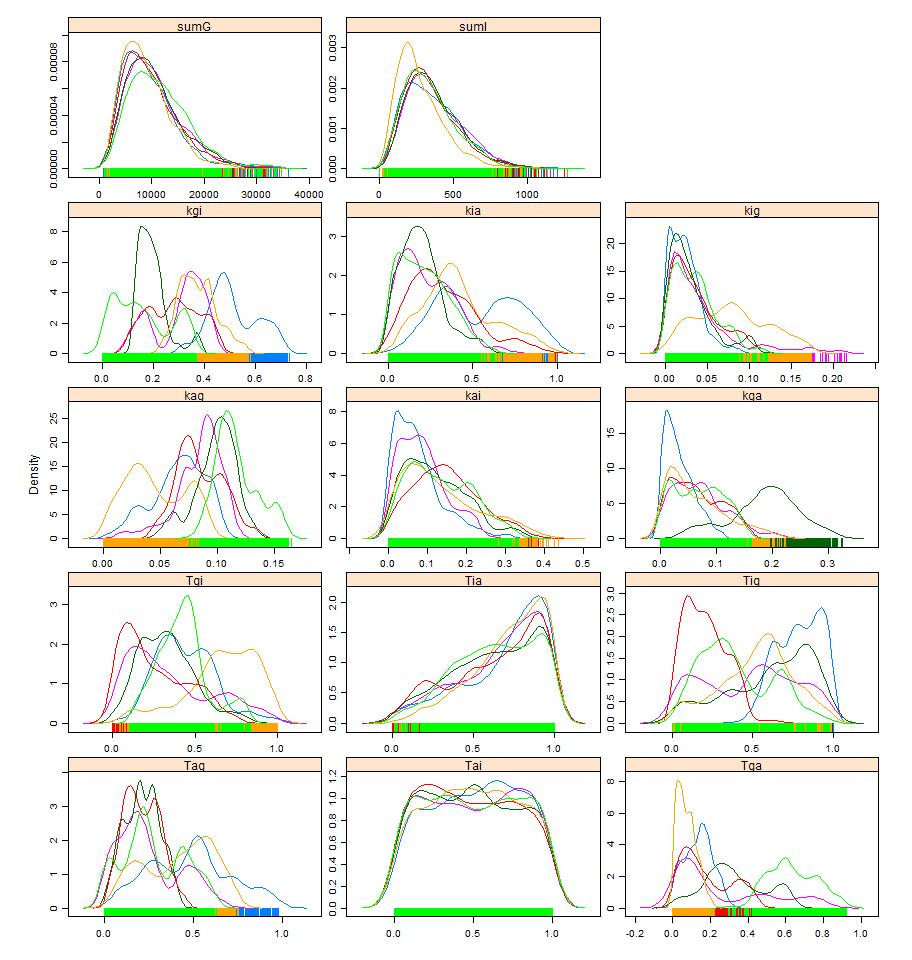 sumG
sumI
0.00000
0.00004
0.00008
0 10000 20000 30000 40000
0.000
0.001
0.002
0.003
0 500 1000
kgi
kia
kig
0 2 4 6 8
0.0 0.2 0.4 0.6 0.8
0 1 2 3
0.0 0.5 1.0
0 5 10 15 20
0.00 0.05 0.10 0.15 0.20
kag
kai
kga
Density
0 5 10 15 20 25
0.00 0.05 0.10 0.15
0 2 4 6 8
0.0 0.1 0.2 0.3 0.4 0.5
0 5 10 15
0.0 0.1 0.2 0.3
Tgi
Tia
Tig
0 1 2 3
0.0 0.5 1.0
0.0 0.5 1.0 1.5 2.0
0.0 0.5 1.0
0.0 0.5 1.0 1.5 2.0 2.5 3.0
0.0 0.5 1.0
Tag
Tai
Tga
0 1 2 3
0.0 0.5 1.0
0.0 0.2 0.4 0.6 0.8 1.0 1.2
0.0 0.5 1.0
0 2 4 6 8
-0.2 0.0 0.2 0.4 0.6 0.8 1.0